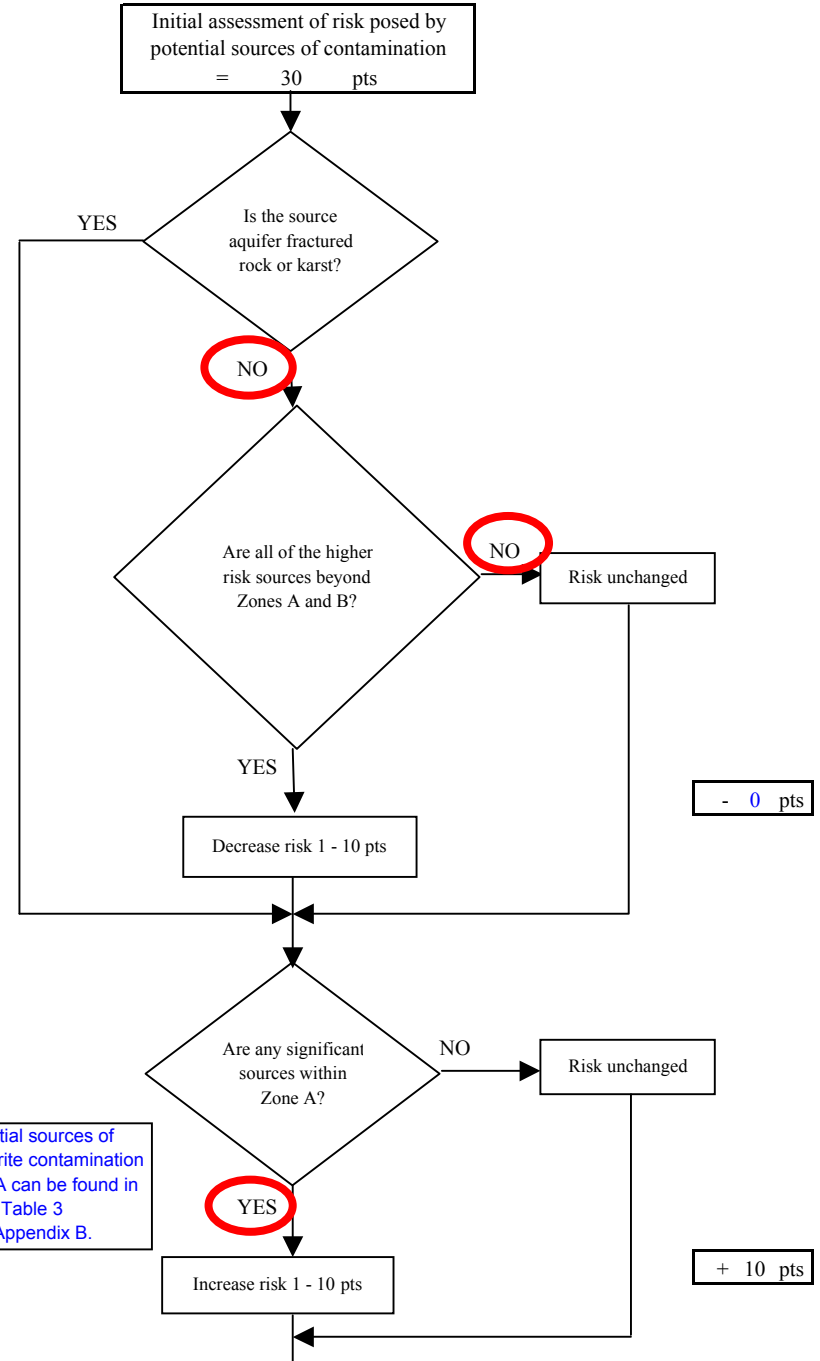 Initial assessment of risk posed by
potential sources of contamination
= 30 pts
Is the source
aquifer fractured
rock or karst?
YES
NO
Are all of the higher
risk sources beyond
Zones A and B?
NO
Risk unchanged
YES
- 0 pts
Decrease risk 1 - 10 pts
Are any significant
sources within
Zone A?
NO
Risk unchanged
tial sources of
rite contamination
A can be found in
Table 3
Appendix B.
YES
+ 10 pts
Increase risk 1 - 10 pts